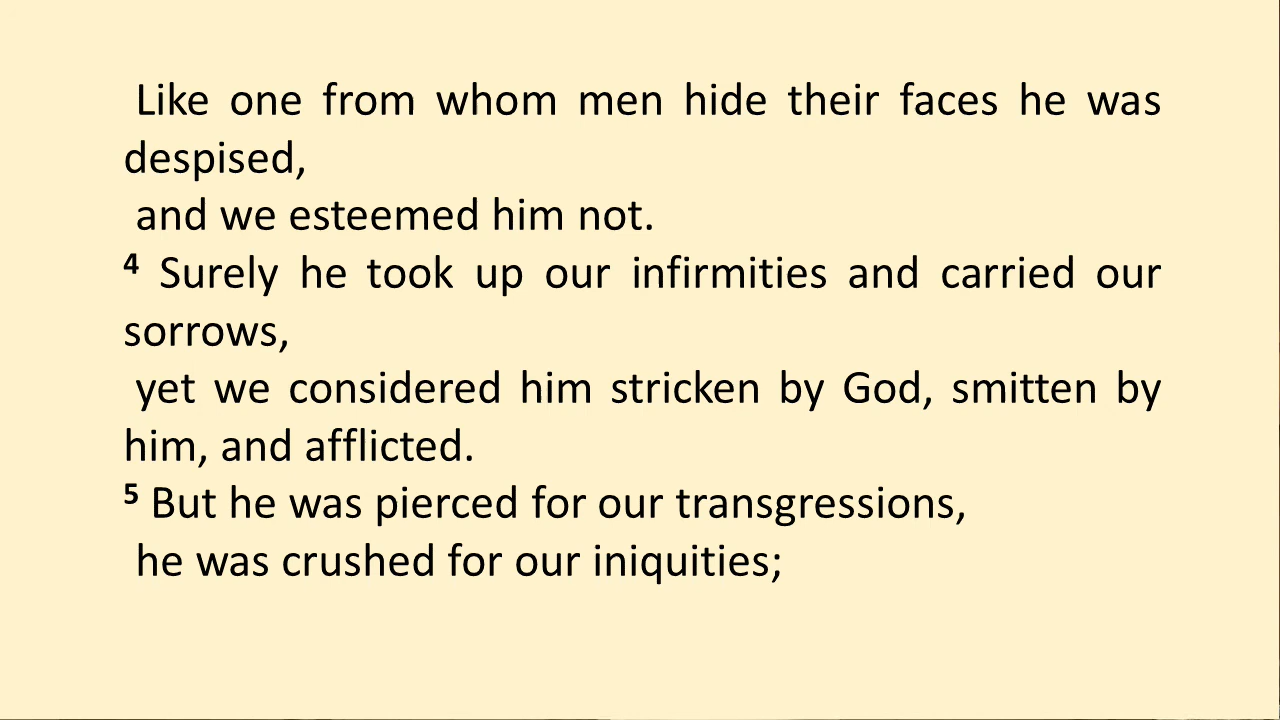 Like one from whom men hide their faces he was
despised,
and we esteemed him not.
4 Surely he took up our infirmities and carried our
sorrows,
yet we considered him stricken by God, smitten by
him, and afflicted.
5 But he was pierced for our transgressions,
he was crushed for our iniquities;